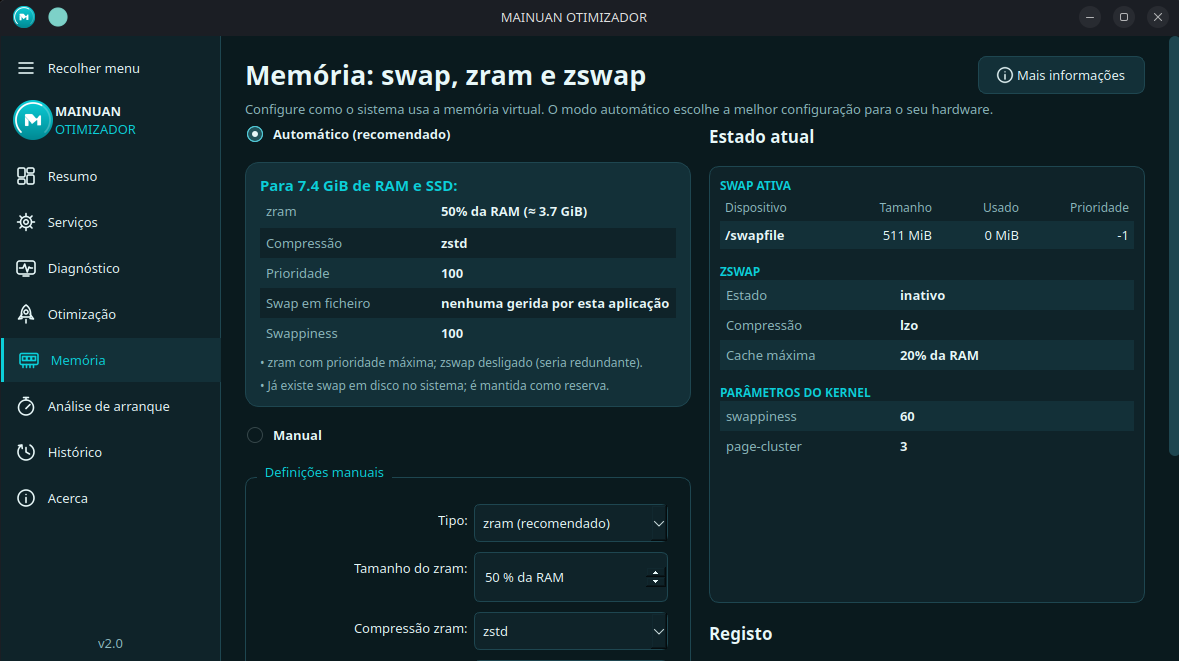 MAINUAN OTIMIZADOR
Recolher menu
MAINUAN
OTIMIZADOR
Resumo
Serviços
Diagnóstico
Otimização
Memória
Análise de arranque
Histórico
Acerca
v2.0
Memória: swap, zram e zswap
Mais informações
Configure como o sistema usa a memória virtual. O modo automático escolhe a melhor configuração para o seu hardware.
Automático (recomendado)
Para 7.4 GiB de RAM e SSD:
zram 50% da RAM (≈ 3.7 GiB)
Compressão zstd
Prioridade 100
Swap em ficheiro nenhuma gerida por esta aplicação
Swappiness 100
• zram com prioridade máxima; zswap desligado (seria redundante).
• Já existe swap em disco no sistema; é mantida como reserva.
Manual
Definições manuais
Tipo: zram (recomendado)
Tamanho do zram: 50 % da RAM
Compressão zram: zstd
Estado atual
SWAP ATIVA
Dispositivo Tamanho Usado Prioridade
/swapfile 511 MiB 0 MiB -1
ZSWAP
Estado inativo
Compressão lzo
Cache máxima 20% da RAM
PARÂMETROS DO KERNEL
swappiness 60
page-cluster 3
Registo